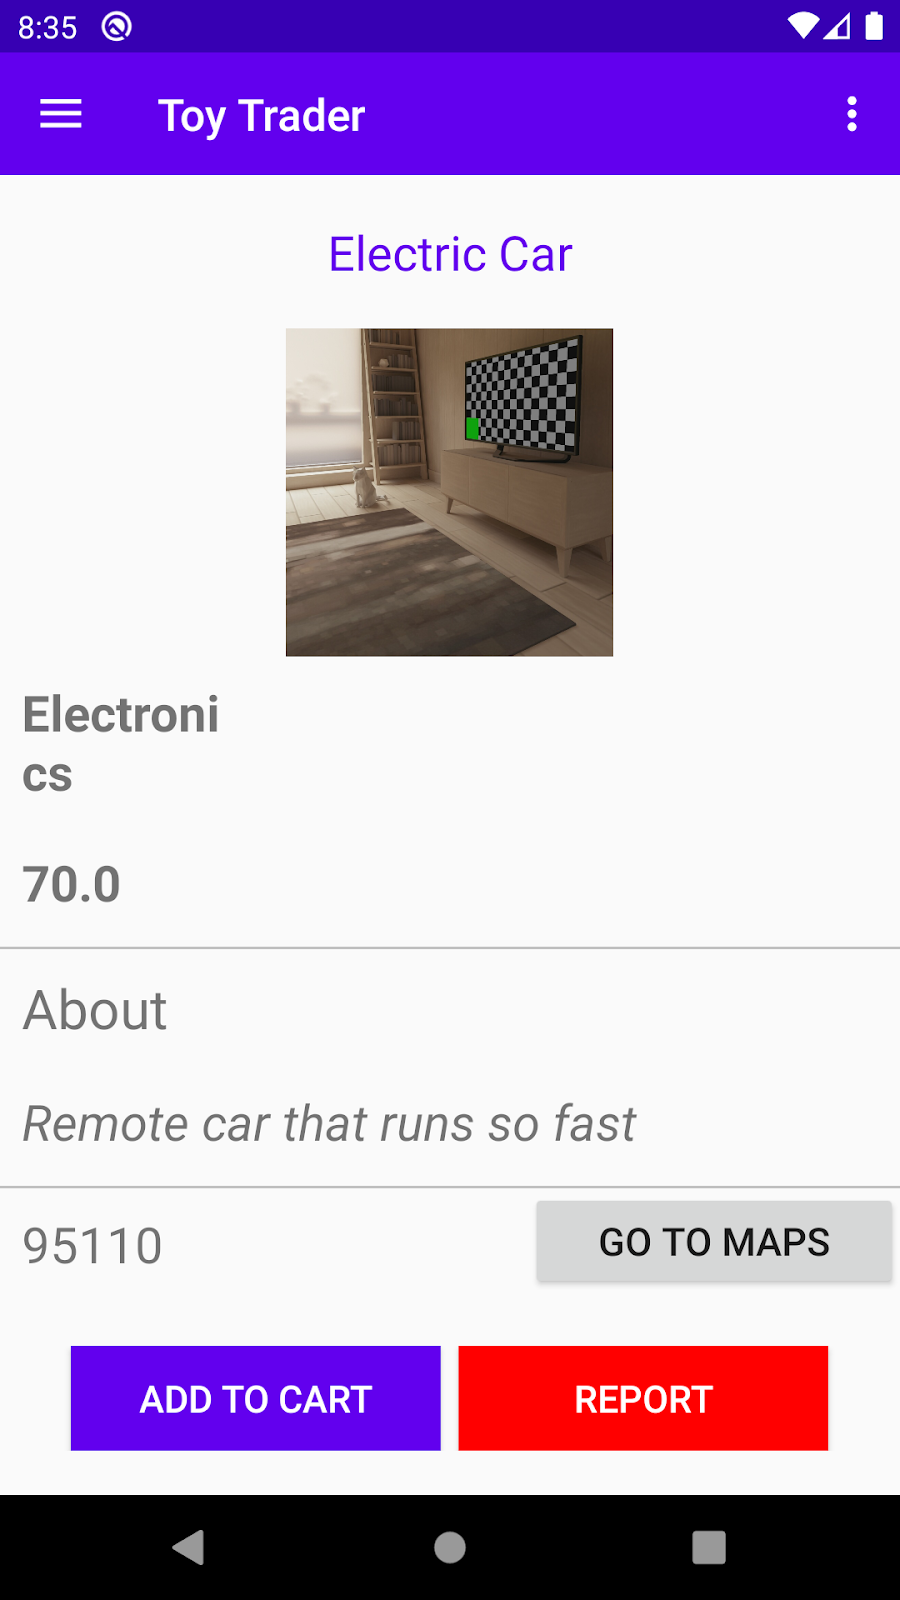 8:35
Toy Trader
Electric Car
Electroni
cs
70.0
About
Remote car that runs so fast
95110
GO TO MAPS
ADD TO CART
REPORT